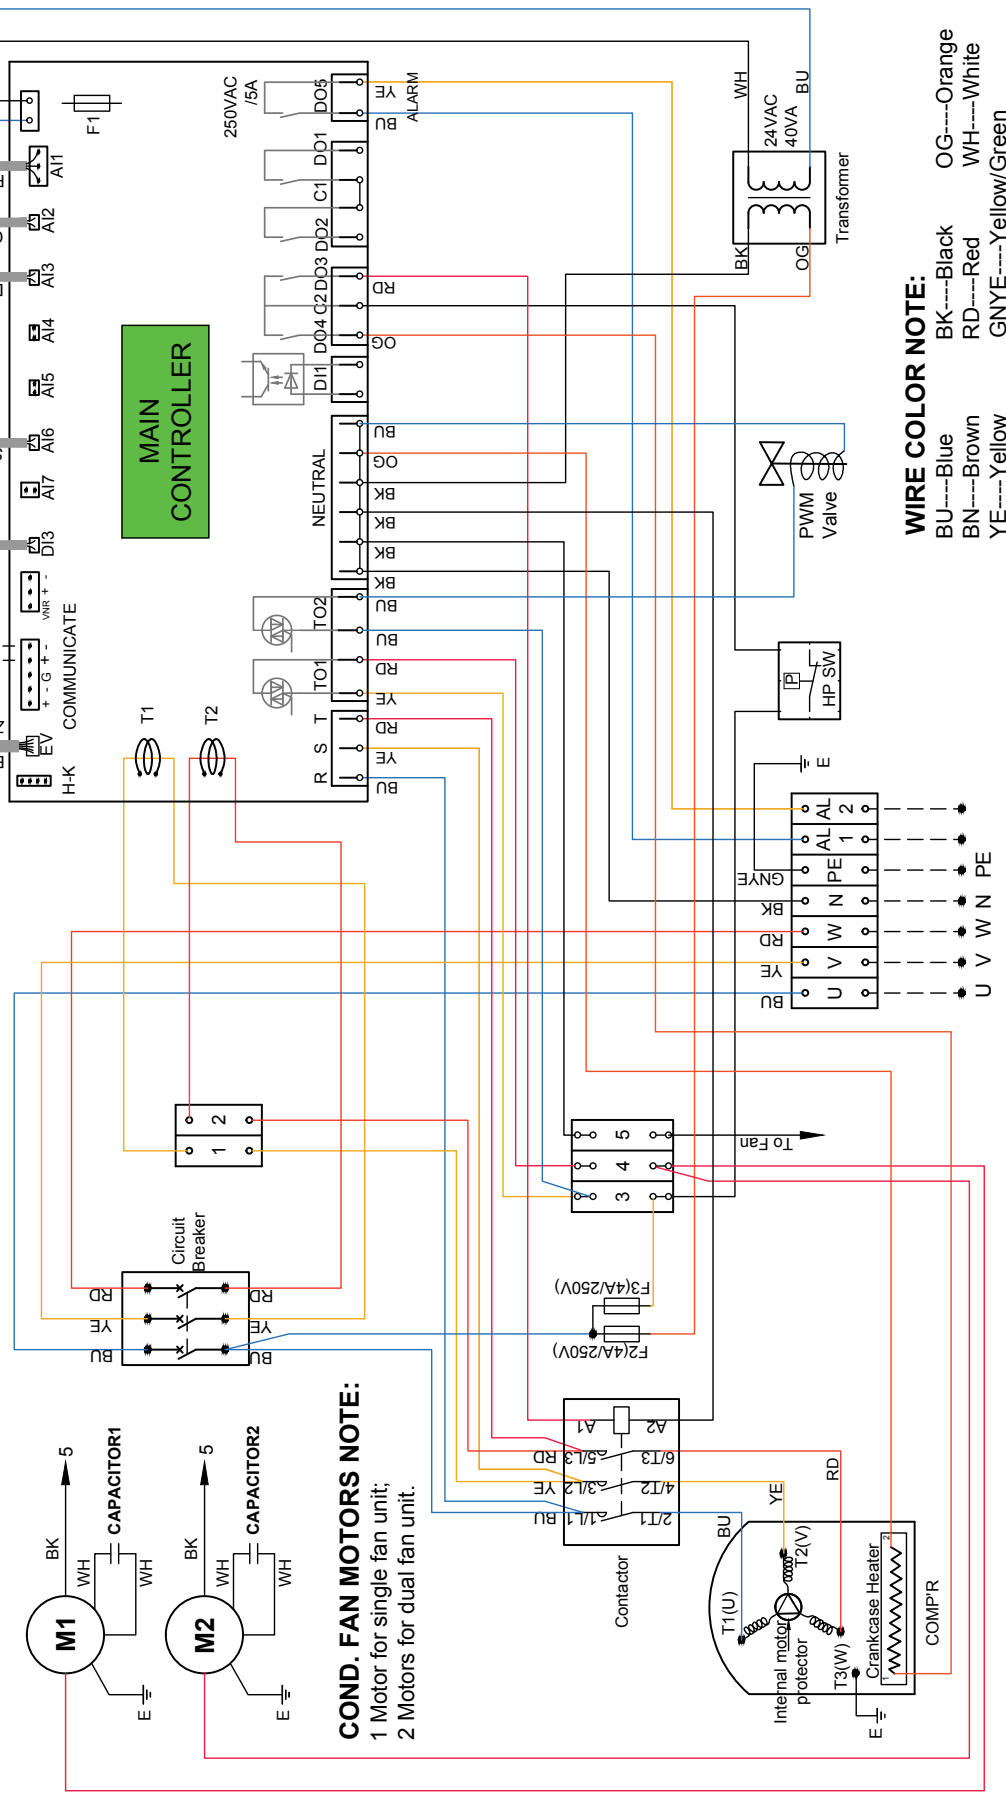 F1
AI1
AI2
AI3
AI4
AI5
AI6
AI7
DI3
VNR + -
+ - G + -
COMMUNICATE
EV
H-K
MAIN
CONTROLLER
250VAC
/5A
DO5
DO1
C1
DO2
DO3
C2
DO4
DI1
NEUTRAL
TO2
TO1
T
S
R
YE
BU
ALARM
RD
OG
BU
OG
BK
BK
BK
BU
BU
RD
YE
RD
YE
BU
T1
T2
WH
BU
24VAC
40VA
Transformer
BK
OG
PWM
Valve
P
HP SW
E
AL
2
AL
1
PE
N
W
V
U
GNYE
BK
RD
YE
BU
PE
N
W
V
U
2
1
5
4
3
To Fan
Circuit
Breaker
RD
YE
BU
RD
YE
BU
F3(4A/250V)
F2(4A/250V)
A1
A2
RD
5/L3
6/T3
YE
3/L2
4/T2
BU
1/L1
2/T1
Contactor
RD
YE
BU
T1(U)
T2(V)
T3(W)
Internal motor
protector
Crankcase Heater
1
2
COMP'R
E
M1
BK
5
WH
WH
CAPACITOR1
E
M2
BK
5
WH
WH
CAPACITOR2
E
COND. FAN MOTORS NOTE:
1 Motor for single fan unit;
2 Motors for dual fan unit.
WIRE COLOR NOTE:
BU----Blue BK----Black OG----Orange
BN----Brown RD----Red WH----White
YE----Yellow GNYE----Yellow/Green